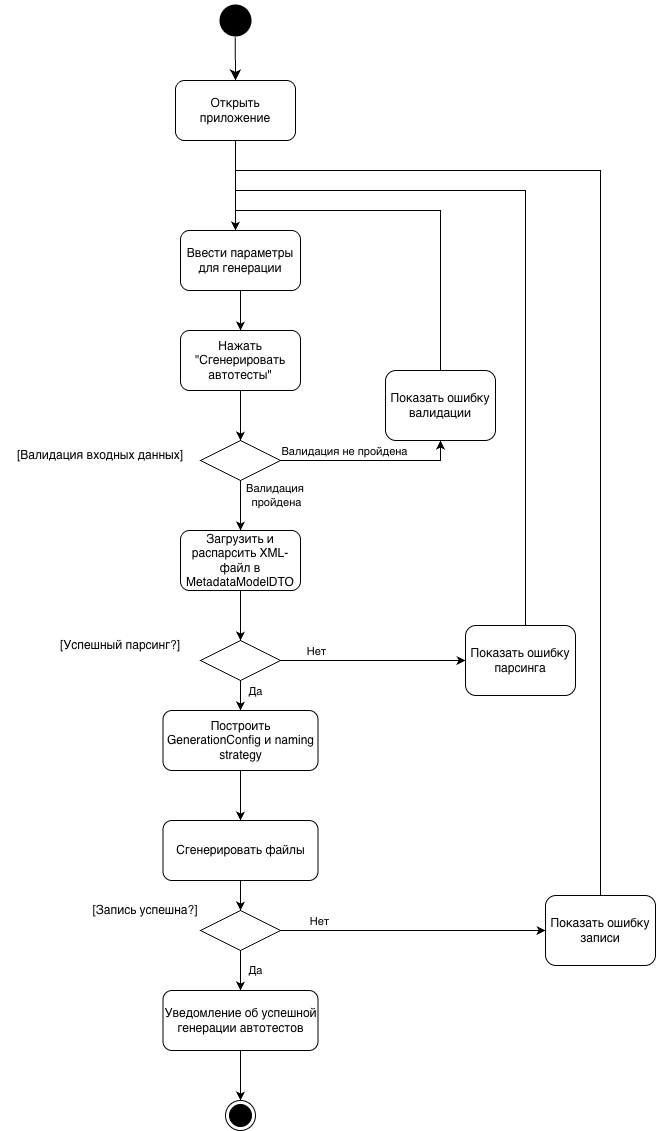 Открыть
приложение
Ввести параметры
для генерации
Нажать
"Сгенерировать
автотесты"
Показать ошибку
валидации
[Валидация входных данных]
Валидация не пройдена
Валидация
пройдена
Загрузить и
распарсить XML-
файл в
MetadataModelDTO
[Успешный парсинг?]
Нет
Показать ошибку
парсинга
Да
Построить
GenerationConfig и naming
strategy
Сгенерировать файлы
[Запись успешна?]
Нет
Показать ошибку
записи
Да
Уведомление об успешной
генерации автотестов